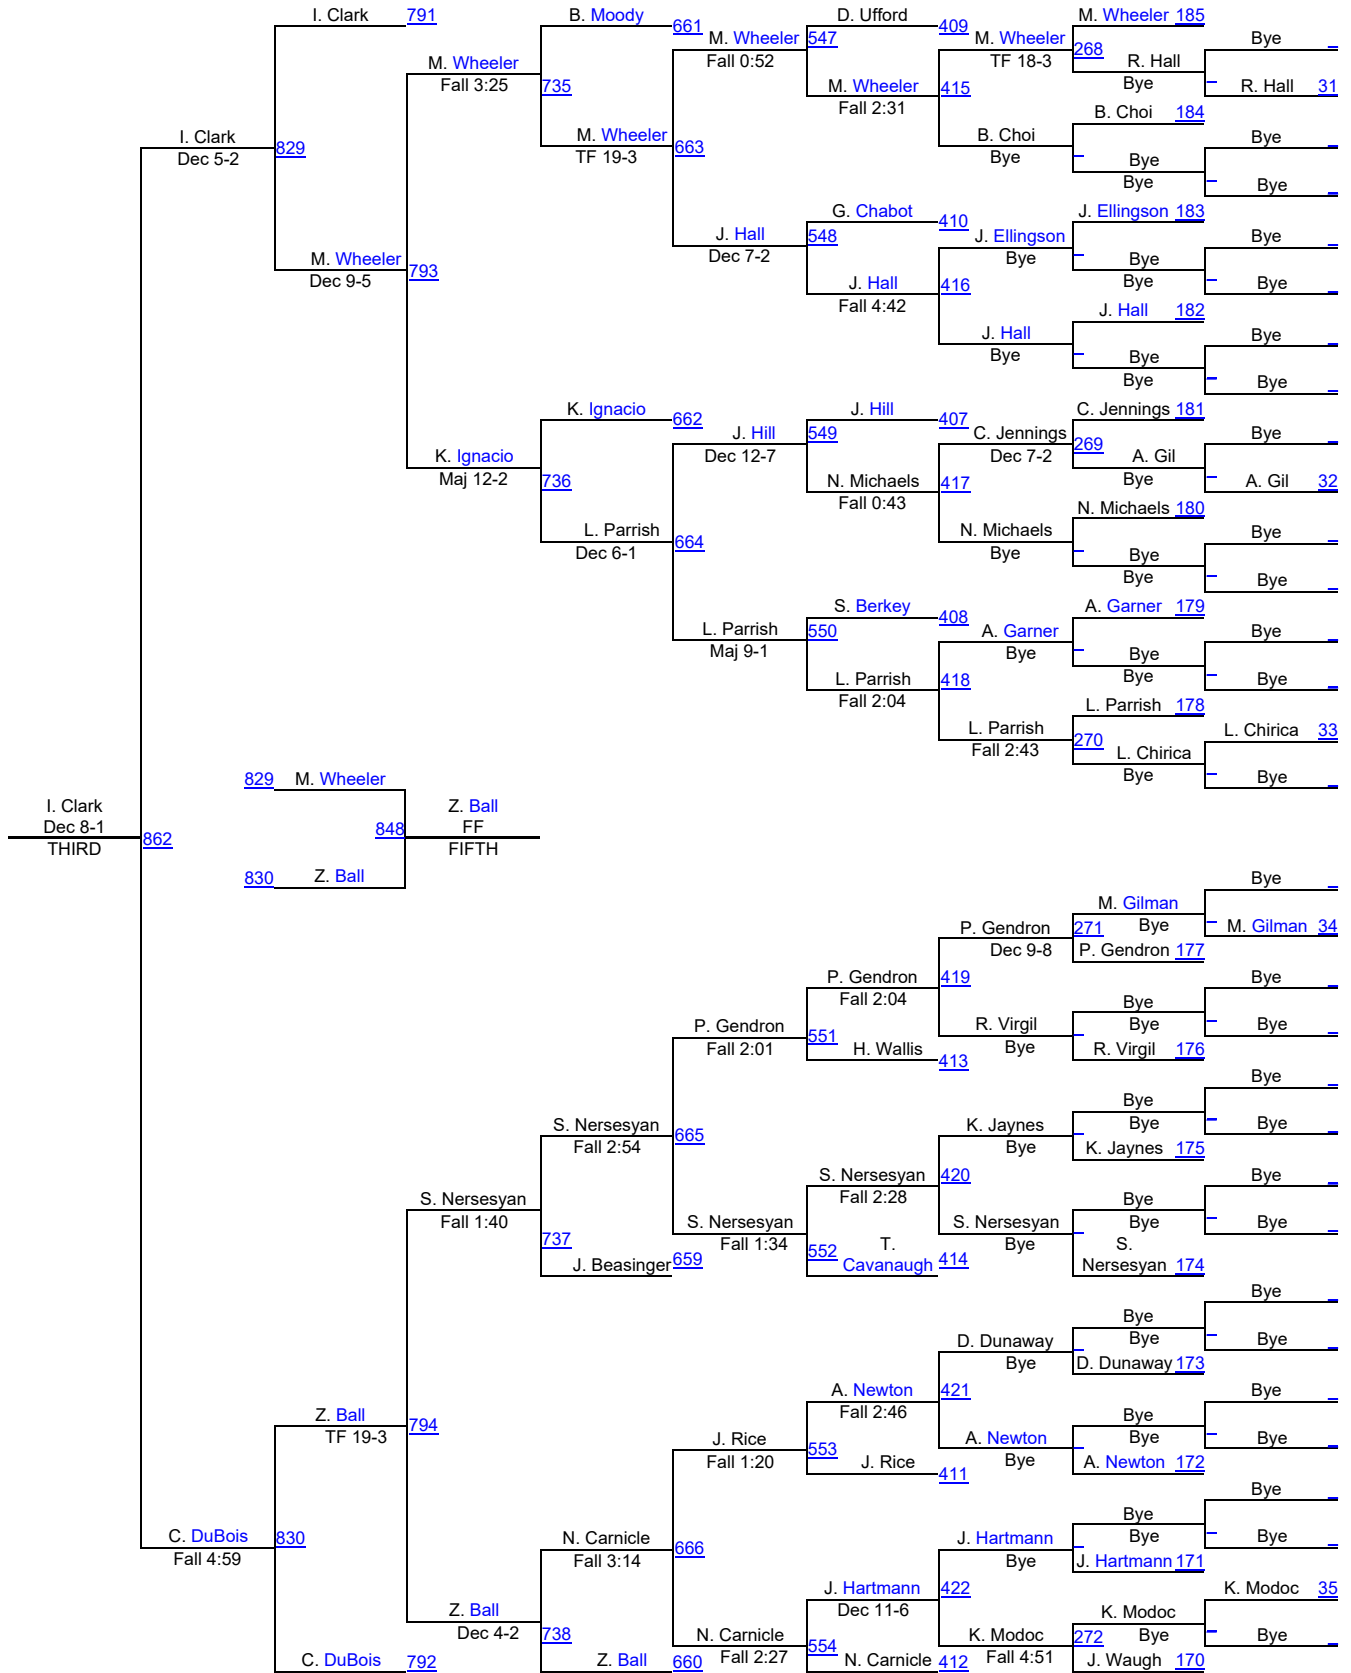 I. Clark 791
B. Moody 661
D. Ufford 409
M. Wheeler 185
Bye
M. Wheeler 547
Fall 0:52
M. Wheeler
TF 18-3
268
R. Hall
Bye
R. Hall 31
M. Wheeler
Fall 3:25
735
M. Wheeler
Fall 2:31
415
B. Choi 184
I. Clark
Dec 5-2
829
M. Wheeler
TF 19-3
663
B. Choi
Bye
Bye
Bye
Bye
Bye
G. Chabot 410
J. Ellingson 183
J. Hall
Dec 7-2
548
J. Ellingson
Bye
Bye
Bye
Bye
Bye
M. Wheeler
Dec 9-5
793
J. Hall
Fall 4:42
416
J. Hall 182
J. Hall
Bye
Bye
Bye
Bye
Bye
K. Ignacio 662
J. Hill 407
C. Jennings 181
J. Hill
Dec 12-7
549
C. Jennings
Dec 7-2
269
A. Gil
Bye
Bye
A. Gil 32
K. Ignacio
Maj 12-2
736
N. Michaels
Fall 0:43
417
N. Michaels 180
L. Parrish
Dec 6-1
664
N. Michaels
Bye
Bye
Bye
Bye
Bye
S. Berkey 408
A. Garner 179
L. Parrish
Maj 9-1
550
A. Garner
Bye
Bye
Bye
Bye
Bye
L. Parrish
Fall 2:04
418
L. Parrish 178
L. Parrish
Fall 2:43
270
L. Chirica
Bye
L. Chirica 33
Bye
829 M. Wheeler
I. Clark
Dec 8-1
THIRD
862
848
Z. Ball
FF
FIFTH
830 Z. Ball
Bye
M. Gilman
Bye
M. Gilman 34
P. Gendron
Dec 9-8
271
P. Gendron 177
P. Gendron
Fall 2:04
419
Bye
Bye
Bye
Bye
P. Gendron
Fall 2:01
551
R. Virgil
Bye
R. Virgil 176
H. Wallis 413
Bye
Bye
Bye
Bye
S. Nersesyan
Fall 2:54
665
K. Jaynes
Bye
K. Jaynes 175
S. Nersesyan
Fall 2:28
420
Bye
Bye
Bye
Bye
S. Nersesyan
Fall 1:40
737
S. Nersesyan
Fall 1:34
552
S. Nersesyan
Bye
S.
Nersesyan 174
J. Beasinger 659
T.
Cavanaugh 414
Bye
Bye
Bye
Bye
D. Dunaway
Bye
D. Dunaway 173
A. Newton
Fall 2:46
421
Bye
Bye
Bye
Bye
Z. Ball
TF 19-3
794
J. Rice
Fall 1:20
553
A. Newton
Bye
A. Newton 172
J. Rice 411
Bye
Bye
Bye
Bye
C. DuBois
Fall 4:59
830
N. Carnicle
Fall 3:14
666
J. Hartmann
Bye
J. Hartmann 171
J. Hartmann
Dec 11-6
422
K. Modoc 35
Z. Ball
Dec 4-2
738
K. Modoc
Bye
Bye
N. Carnicle
Fall 2:27
554
K. Modoc
Fall 4:51
272
C. DuBois 792
Z. Ball 660
N. Carnicle 412
J. Waugh 170